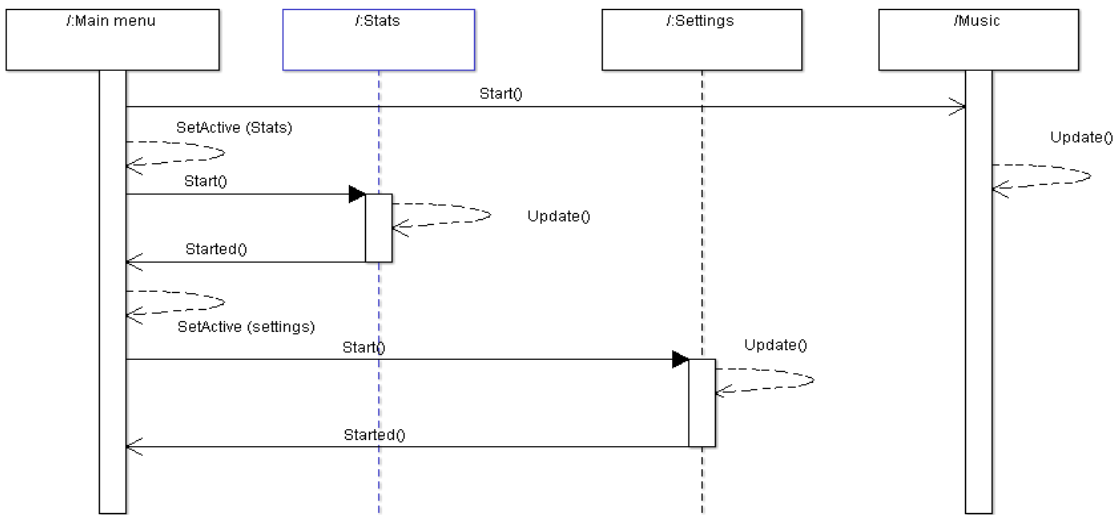 /:Main menu
/:Stats
/:Settings
/Music
Start()
SetActive (Stats)
Update()
Start()
Update()
Started()
SetActive (settings)
Start()
Update()
Started()